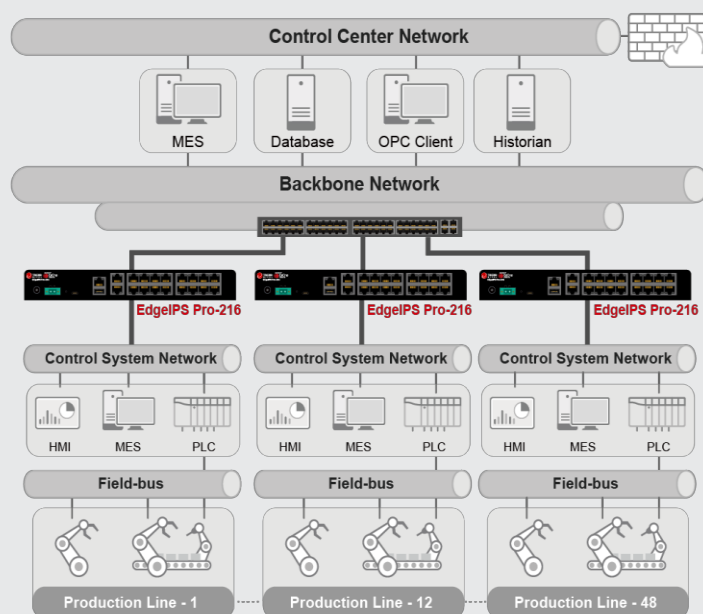 Control Center Network
MES
Database
OPC Client
Historian
Backbone Network
EdgeIPS Pro-216
EdgeIPS Pro-216
EdgeIPS Pro-216
Control System Network
Control System Network
Control System Network
HMI
MES
PLC
HMI
MES
PLC
HMI
MES
PLC
Field-bus
Field-bus
Field-bus
Production Line - 1
Production Line - 12
Production Line - 48